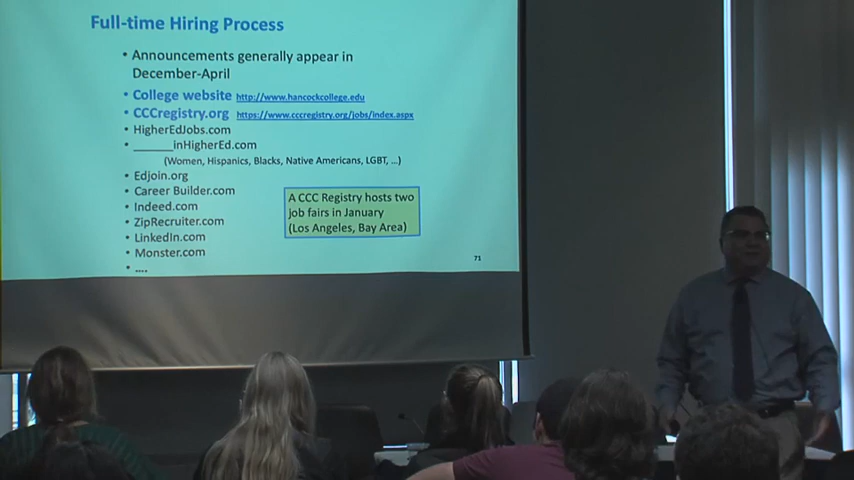 Full-time Hiring Process
• Announcements generally appear in
December-April
• College website http://www.hancockcollege.edu
• CCCregistry.org https://www.cccregistry.org/jobs/index.aspx
• HigherEdJobs.com
• ______inHigherEd.com
(Women, Hispanics, Blacks, Native Americans, LGBT, …)
• Edjoin.org
• Career Builder.com
• Indeed.com
• ZipRecruiter.com
• LinkedIn.com
• Monster.com
• ....
A CCC Registry hosts two
job fairs in January
(Los Angeles, Bay Area)
71